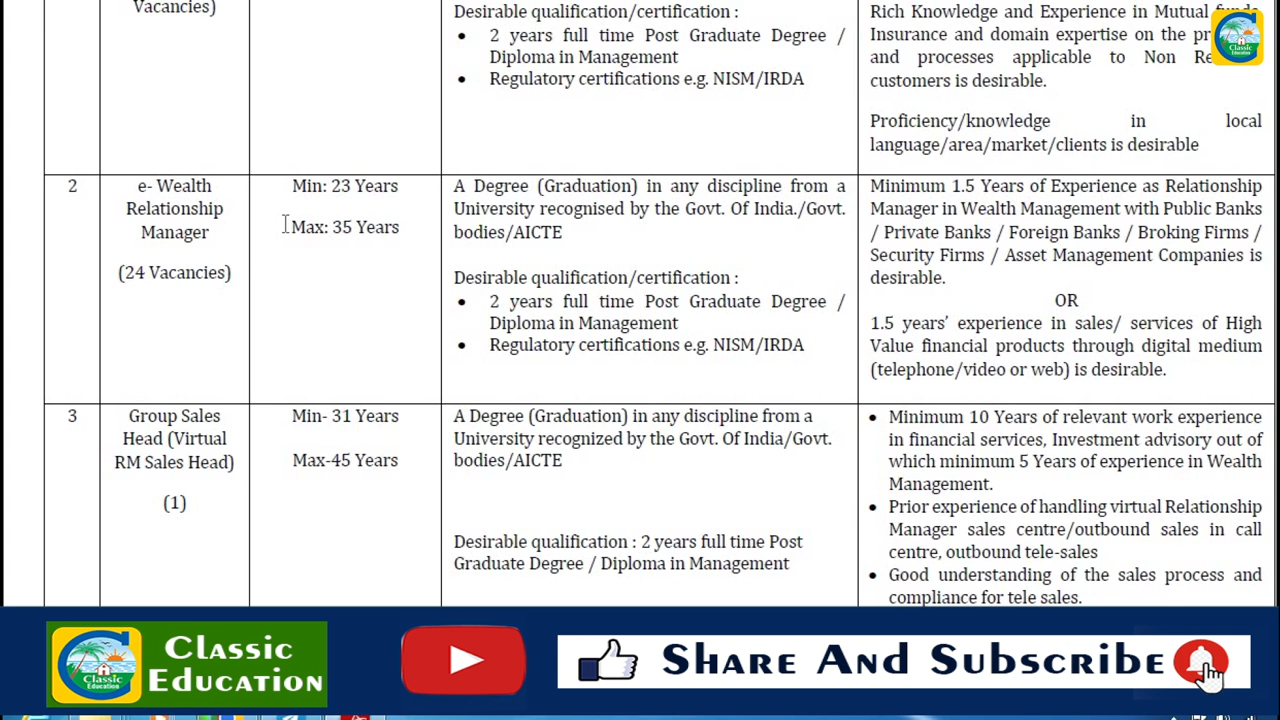 Vacancies)
Desirable qualification/certification :
• 2 years full time Post Graduate Degree /
Diploma in Management
• Regulatory certifications e.g. NISM/IRDA
Rich Knowledge and Experience in Mutual funds
Insurance and domain expertise on the
and processes applicable to Non
customers is desirable.
Proficiency/knowledge in local
language/area/market/clients is desirable
Classic
Education
2
e- Wealth
Relationship
Manager
(24 Vacancies)
Min: 23 Years
Max: 35 Years
A Degree (Graduation) in any discipline from a
University recognised by the Govt. Of India./Govt.
bodies/AICTE
Desirable qualification/certification :
• 2 years full time Post Graduate Degree /
Diploma in Management
• Regulatory certifications e.g. NISM/IRDA
Minimum 1.5 Years of Experience as Relationship
Manager in Wealth Management with Public Banks
/ Private Banks / Foreign Banks / Broking Firms /
Security Firms / Asset Management Companies is
desirable.
OR
1.5 years’ experience in sales/ services of High
Value financial products through digital medium
(telephone/video or web) is desirable.
3
Group Sales
Head (Virtual
RM Sales Head)
(1)
Min- 31 Years
Max-45 Years
A Degree (Graduation) in any discipline from a
University recognized by the Govt. Of India/Govt.
bodies/AICTE
Desirable qualification : 2 years full time Post
Graduate Degree / Diploma in Management
• Minimum 10 Years of relevant work experience
in financial services, Investment advisory out of
which minimum 5 Years of experience in Wealth
Management.
• Prior experience of handling virtual Relationship
Manager sales centre/outbound sales in call
centre, outbound tele-sales
• Good understanding of the sales process and
compliance for tele sales.
Classic
Education
Classic
Education
Share And Subscribe